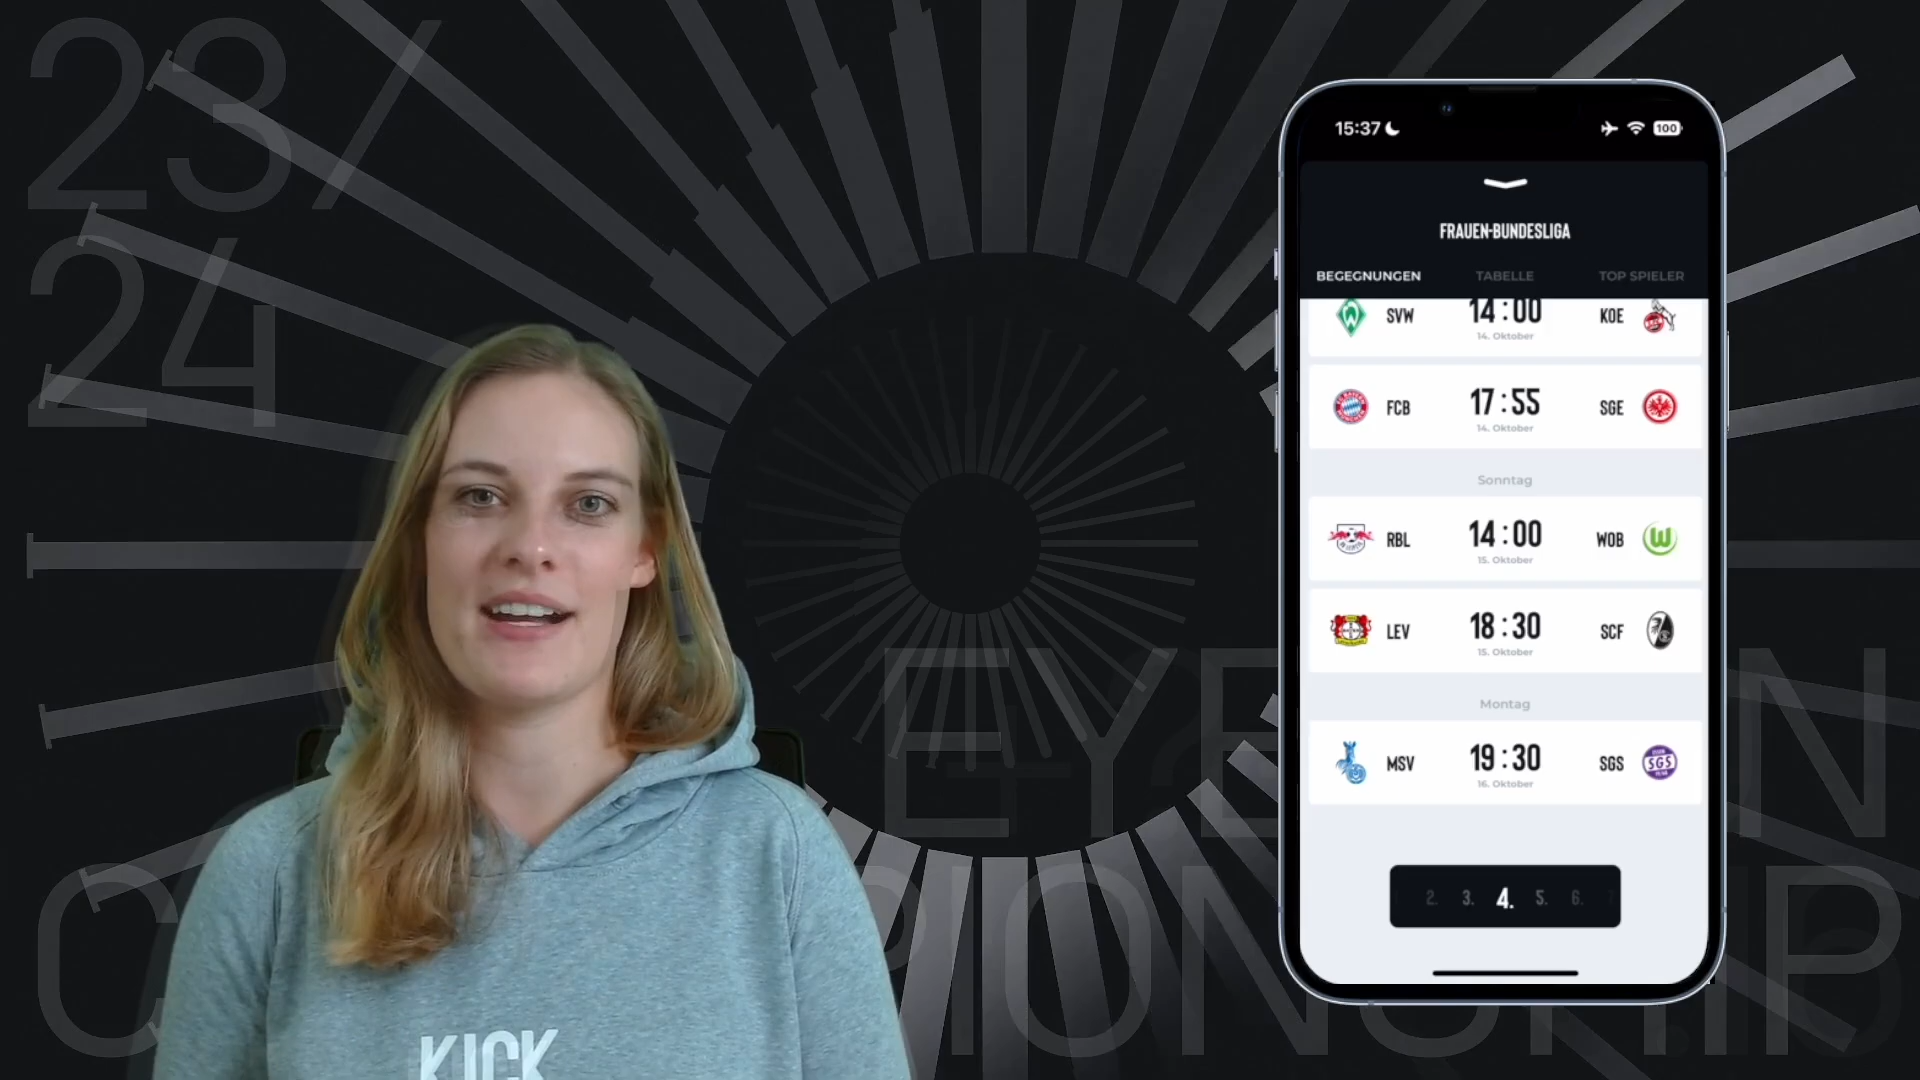 23/
24
EYE
N
C
PIONSHIP
KICK
15:37
100
FRAUEN-BUNDESLIGA
BEGEGNUNGEN TABELLE TOP SPIELER
SVW 14:00 KOE
14. Oktober
FCB 17:55 SGE
14. Oktober
Sonntag
RBL 14:00 WOB
15. Oktober
LEV 18:30 SCF
15. Oktober
Montag
MSV 19:30 SGS
16. Oktober
2. 3. 4. 5. 6.